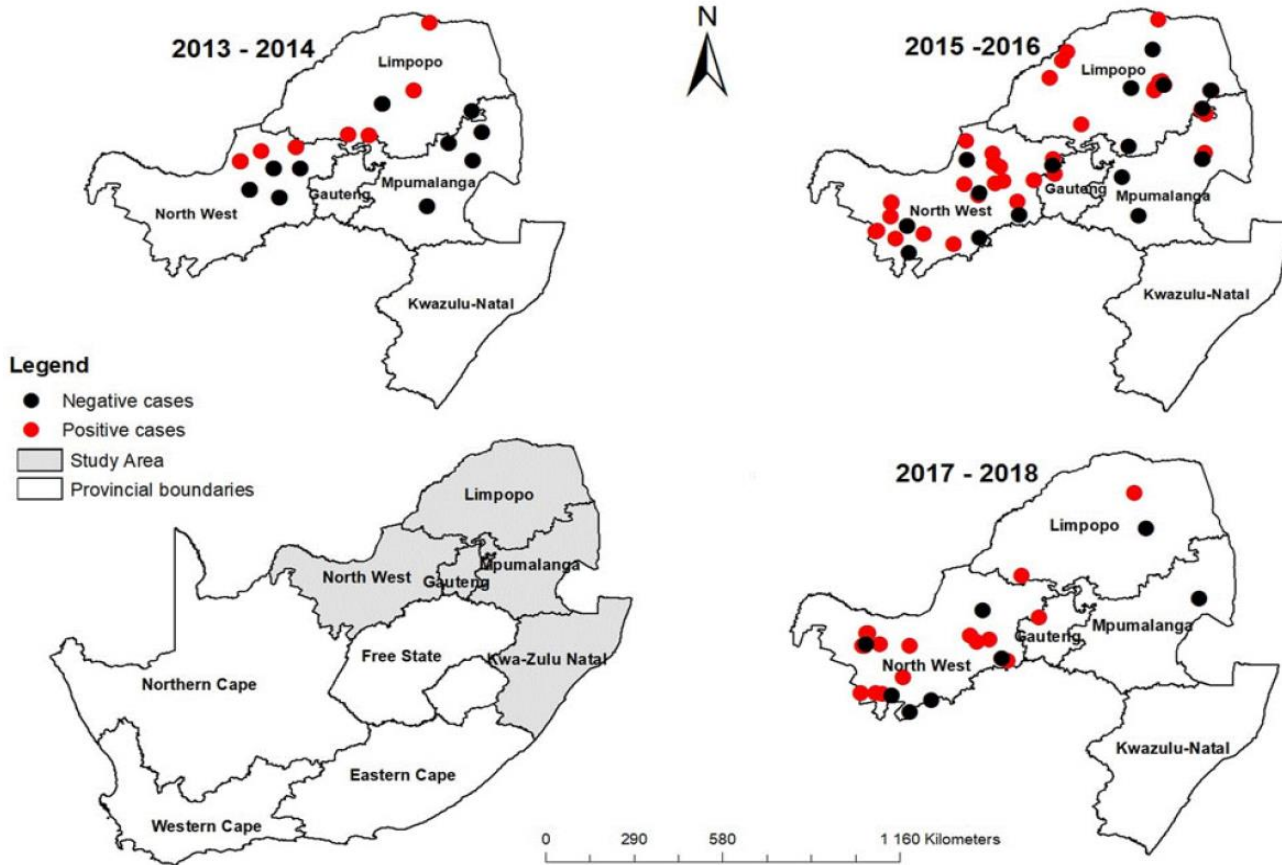 2013 - 2014
Limpopo
North West
Gauteng
Mpumalanga
Kwazulu-Natal
N
2015 -2016
Limpopo
North West
Gauteng
Mpumalanga
Kwazulu-Natal
Legend
Negative cases
Positive cases
Study Area
Provincial boundaries
Limpopo
North West
Gauteng
Mpumalanga
Free State
Kwa-Zulu Natal
Northern Cape
Eastern Cape
Western Cape
2017 - 2018
Limpopo
Gauteng
Mpumalanga
North West
Kwazulu-Natal
0 290 580 1 160 Kilometers